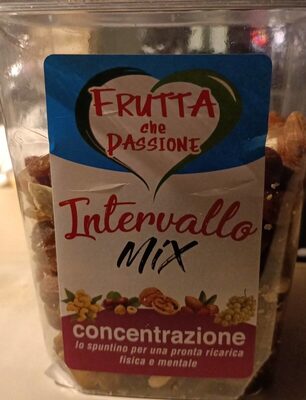 FRUTTA
che
PASSIONE
Intervallo
MiX
concentrazione
lo spuntino per una pronta ricarica
fisica e mentale